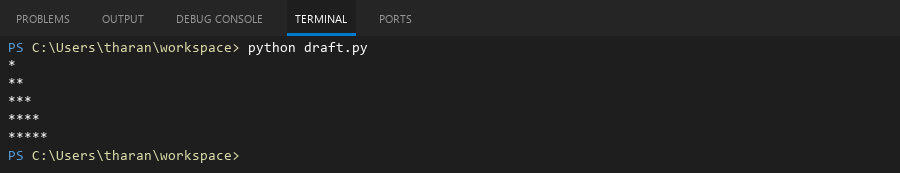 PROBLEMS OUTPUT DEBUG CONSOLE TERMINAL PORTS
PS C:\Users\tharan\workspace> python draft.py
*
**
***
****
*****
PS C:\Users\tharan\workspace>